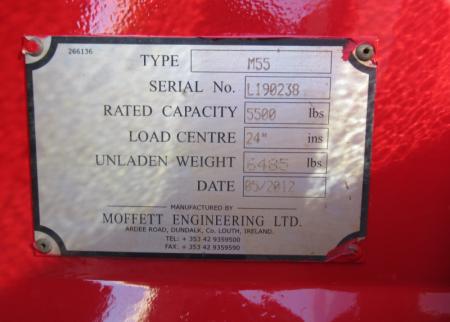 266136
TYPE M55
SERIAL No. L190238
RATED CAPACITY 5500 lbs
LOAD CENTRE 24" ins
UNLADEN WEIGHT 6485 lbs
DATE 05/2012
MANUFACTURED BY
MOFFETT ENGINEERING LTD.
ARDEE ROAD, DUNDALK, Co. LOUTH, IRELAND.
TEL: + 353 42 9359500
FAX: + 353 42 9359590